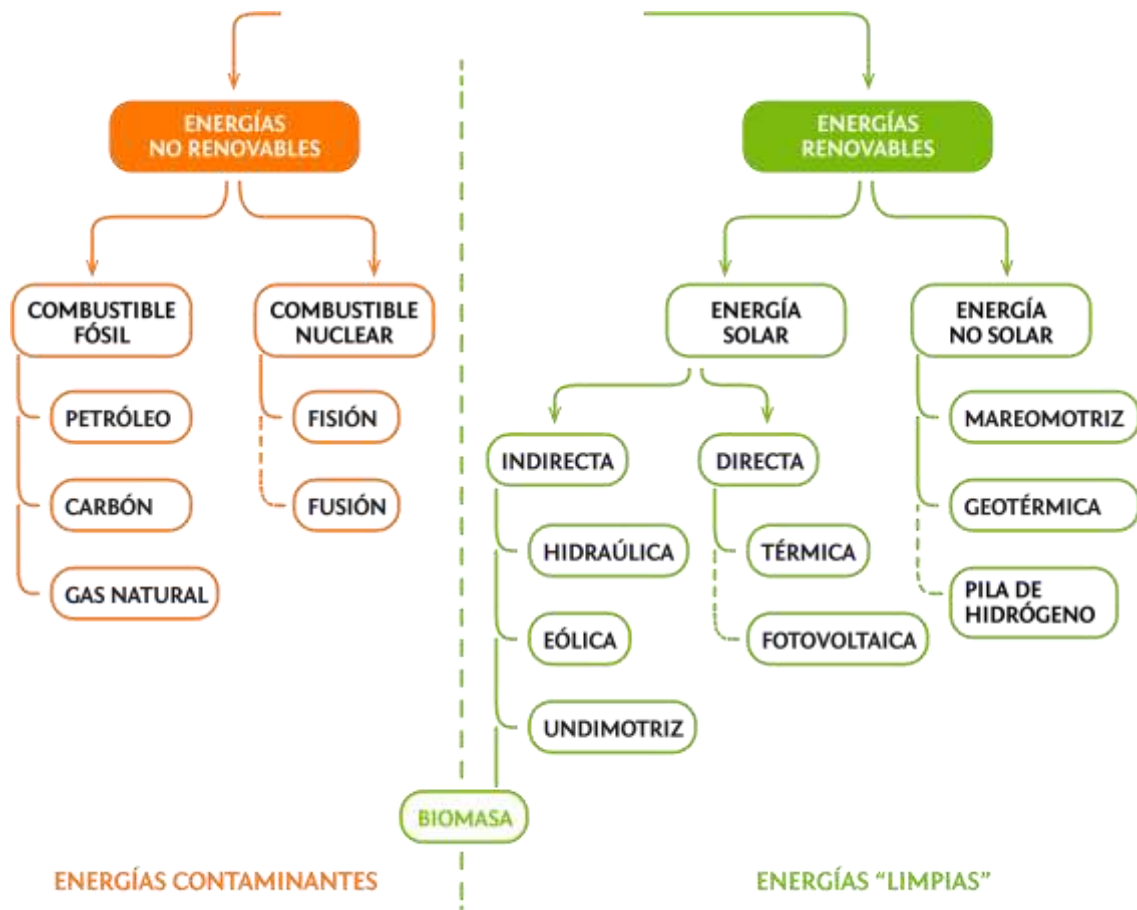 ENERGÍAS
NO RENOVABLES
COMBUSTIBLE
FÓSIL
PETRÓLEO
CARBÓN
GAS NATURAL
COMBUSTIBLE
NUCLEAR
FISIÓN
FUSIÓN
ENERGÍAS
RENOVABLES
ENERGÍA
SOLAR
INDIRECTA
HIDRAÚLICA
EÓLICA
UNDIMOTRIZ
BIOMASA
DIRECTA
TÉRMICA
FOTOVOLTAICA
ENERGÍA
NO SOLAR
MAREOMOTRIZ
GEOTÉRMICA
PILA DE
HIDRÓGENO
ENERGÍAS CONTAMINANTES
ENERGÍAS “LIMPIAS”